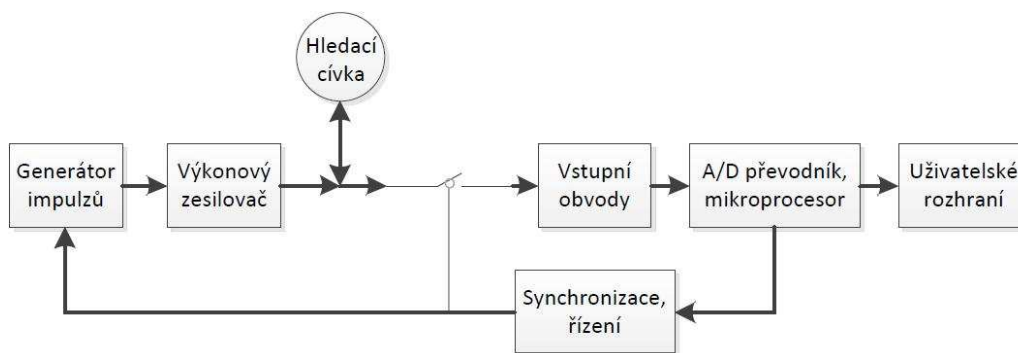 Hledací
cívka
Generátor
impulzů
Výkonový
zesilovač
Vstupní
obvody
A/D převodník,
mikroprocesor
Uživatelské
rozhraní
Synchronizace,
řízení